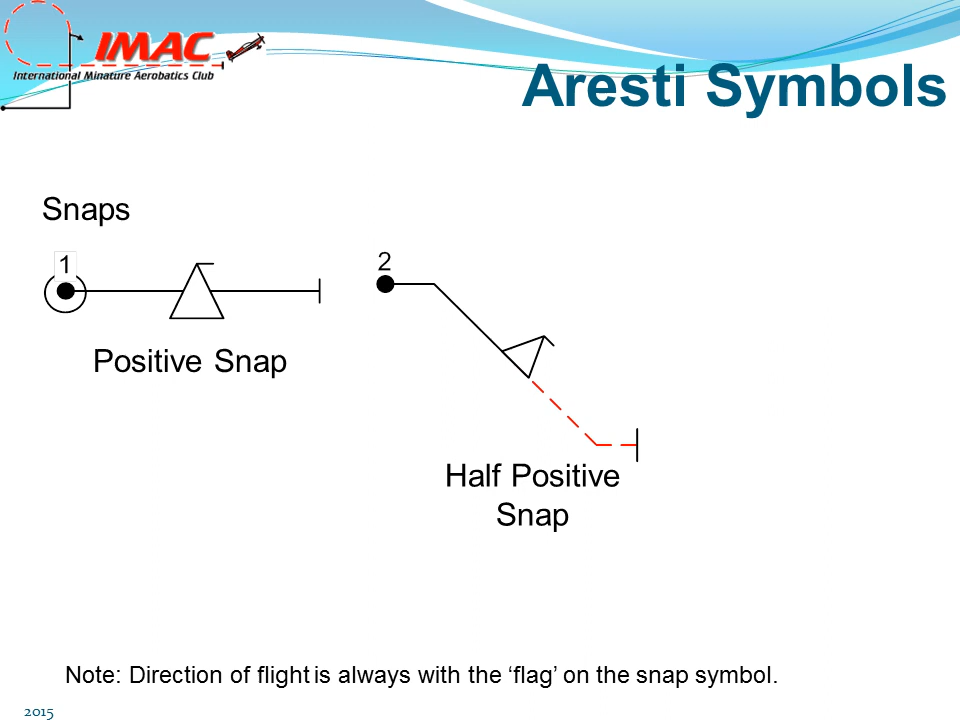 IMAC
International Minature Aerobatics Club
Aresti Symbols
Snaps
1
2
Positive Snap
Half Positive
Snap
Note: Direction of flight is always with the ‘flag’ on the snap symbol.
2015